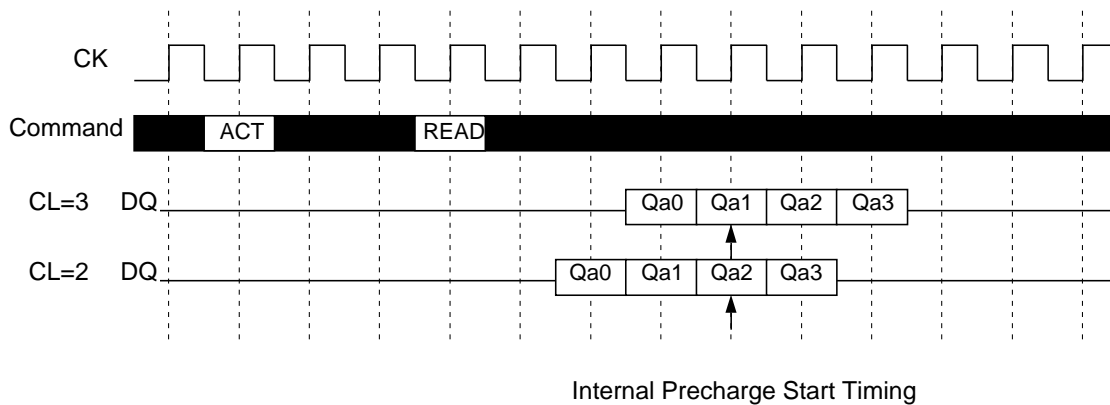 CK
Command ACT READ
CL=3 DQ Qa0 Qa1 Qa2 Qa3
CL=2 DQ Qa0 Qa1 Qa2 Qa3
Internal Precharge Start Timing